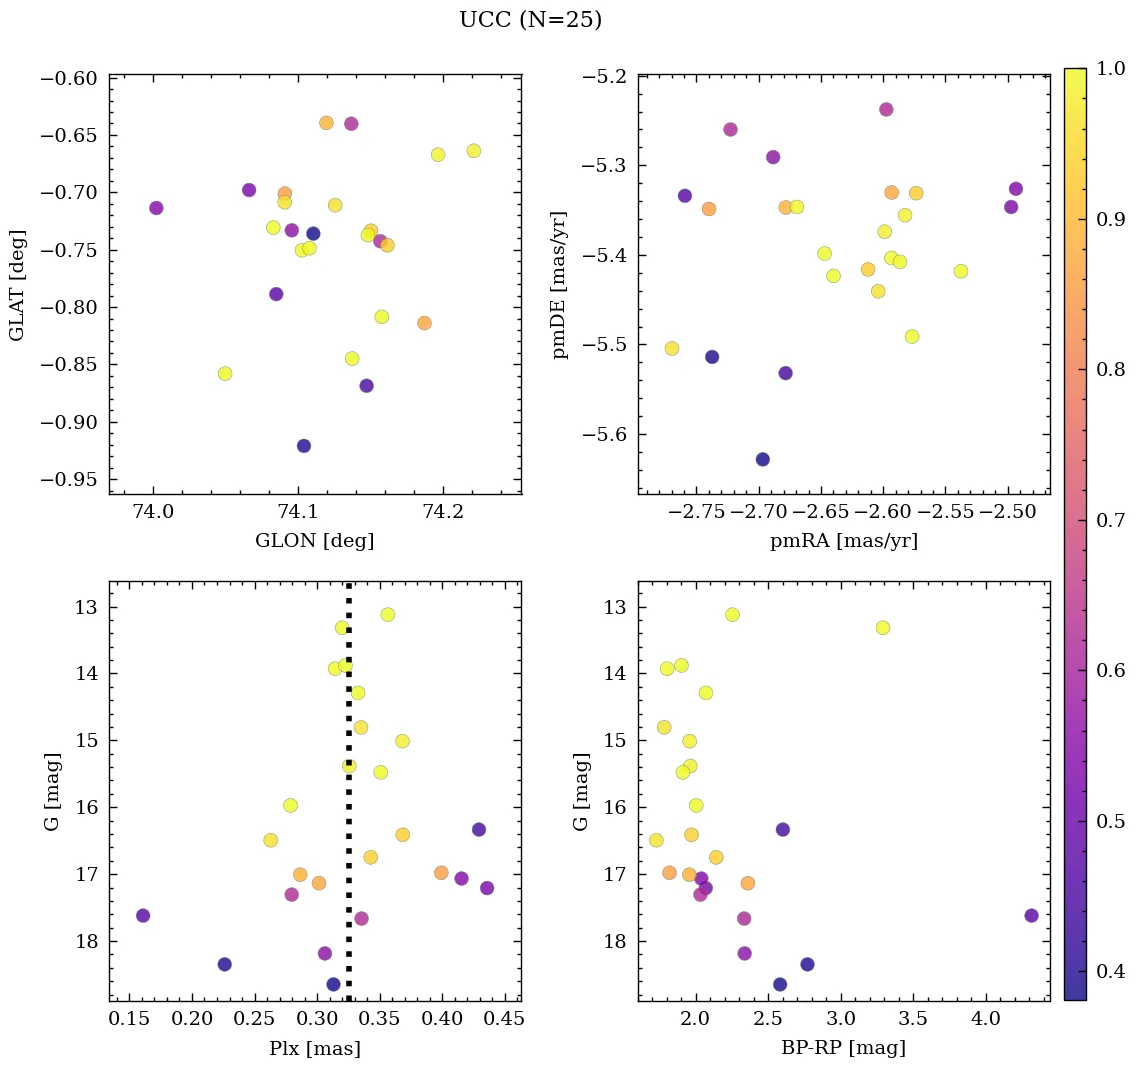 UCC (N=25)
−0.60
−0.65
−0.70
−0.75
−0.80
−0.85
−0.90
−0.95
GLAT [deg]
74.0 74.1 74.2
GLON [deg]
−5.2
−5.3
−5.4
−5.5
−5.6
pmDE [mas/yr]
−2.75 −2.70 −2.65 −2.60 −2.55 −2.50
pmRA [mas/yr]
13
14
15
16
17
18
G [mag]
0.15 0.20 0.25 0.30 0.35 0.40 0.45
Plx [mas]
13
14
15
16
17
18
G [mag]
2.0 2.5 3.0 3.5 4.0
BP-RP [mag]
1.0
0.9
0.8
0.7
0.6
0.5
0.4